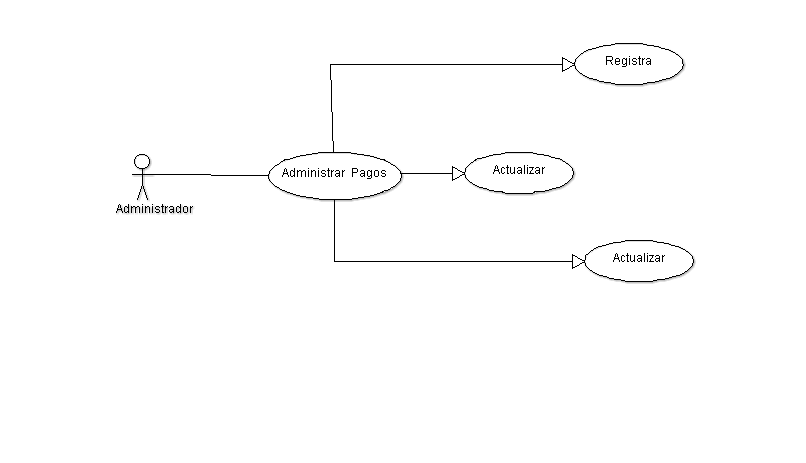 Registra
Administrar Pagos
Actualizar
Administrador
Actualizar